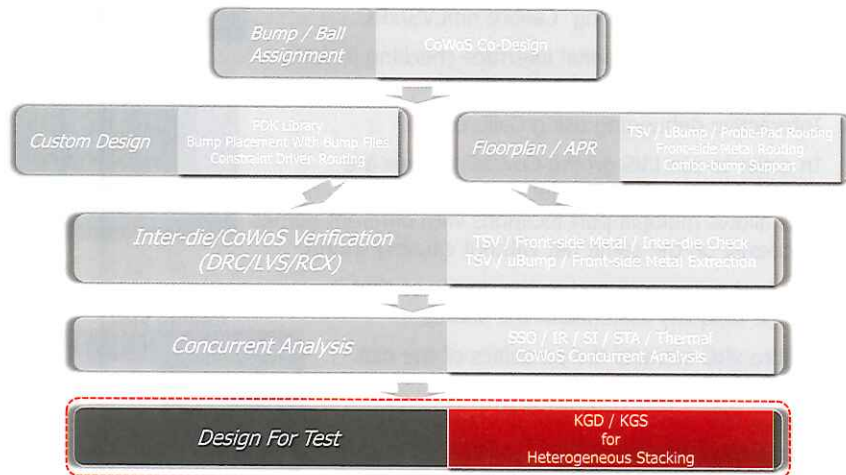 Bump / Ball
Assignment
CoWoS Co-Design
Custom Design
PDK Library
Bump Placement With Bump Files
Constraint Driven Routing
Floorplan / APR
TSV / uBump / Probe-Pad Routing
Front-side Metal Routing
Combo-bump Support
Inter-die/CoWoS Verification
(DRC/LVS/RCX)
TSV / Front-side Metal / Inter-die Check
TSV / uBump / Front-side Metal Extraction
Concurrent Analysis
SSO / IR / SI / STA / Thermal
CoWoS Concurrent Analysis
Design For Test
KGD / KGS
for
Heterogeneous Stacking